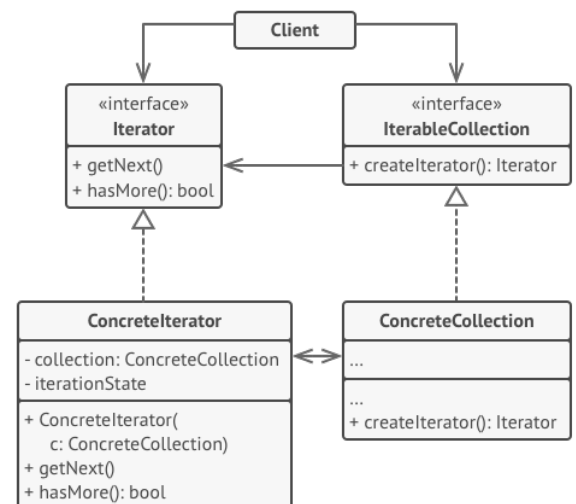 Client
«interface»
Iterator
+ getNext()
+ hasMore(): bool
«interface»
IterableCollection
+ createIterator(): Iterator
ConcreteIterator
- collection: ConcreteCollection
- iterationState
+ ConcreteIterator(
c: ConcreteCollection)
+ getNext()
+ hasMore(): bool
ConcreteCollection
...
...
+ createIterator(): Iterator